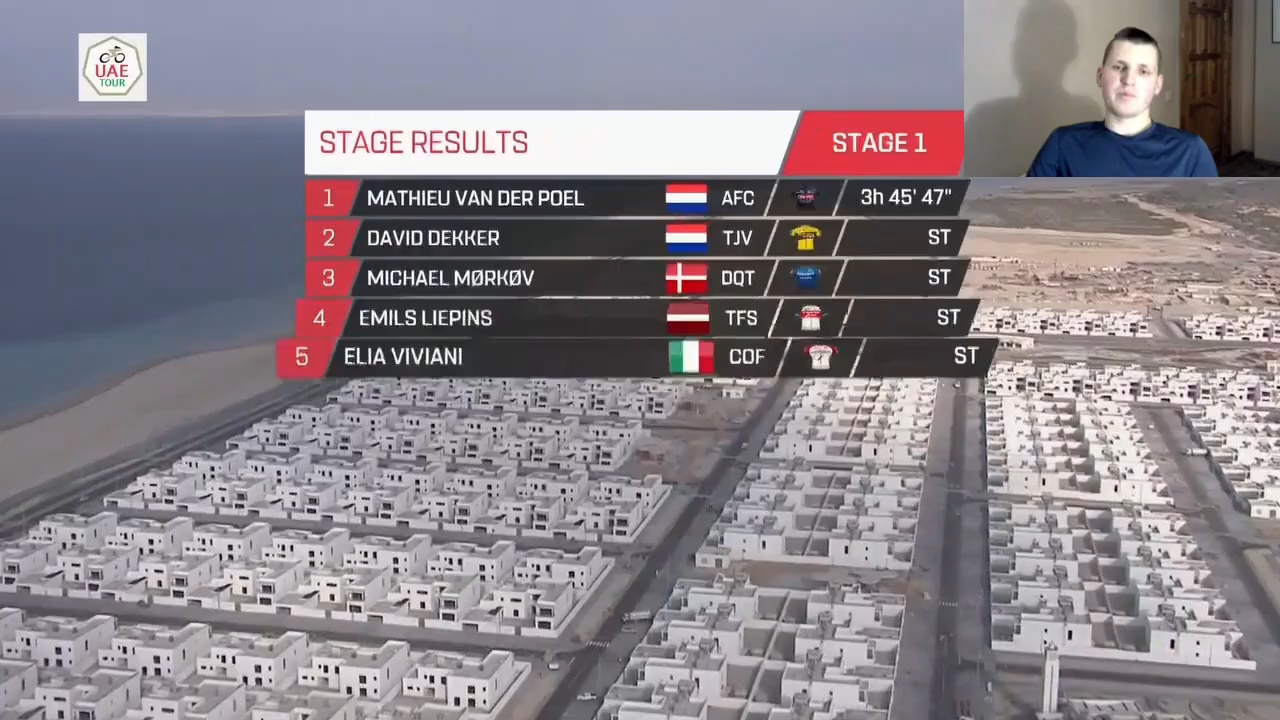 UAE
TOUR
STAGE RESULTS STAGE 1
1 MATHIEU VAN DER POEL AFC 3h 45' 47"
2 DAVID DEKKER TJV ST
3 MICHAEL MØRKØV DQT ST
4 EMILS LIEPINS TFS ST
5 ELIA VIVIANI COF ST